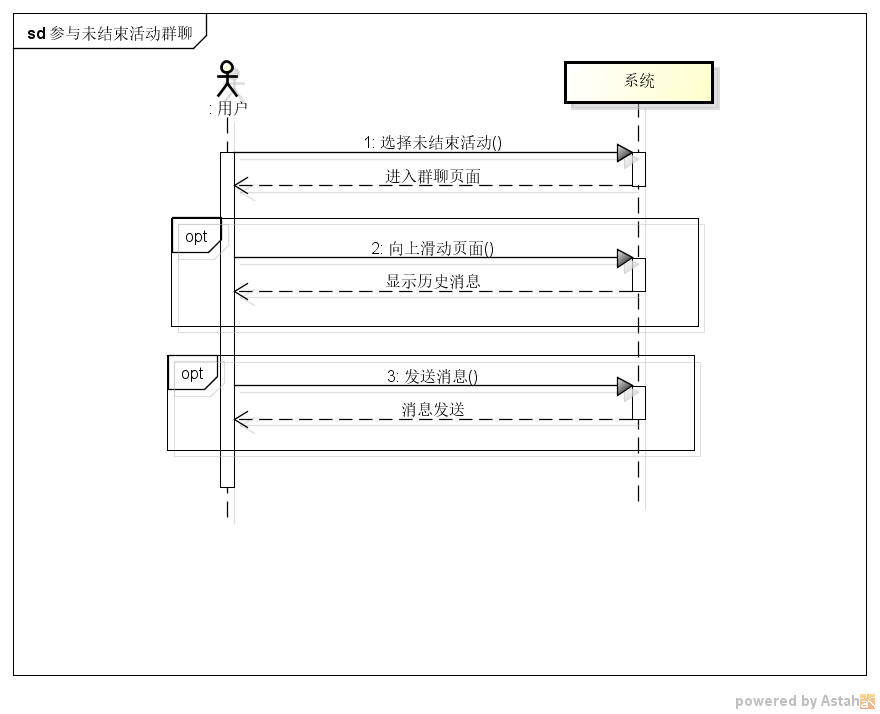 sd 参与未结束活动群聊
: 用户
系统
1: 选择未结束活动()
进入群聊页面
opt
2: 向上滑动页面()
显示历史消息
opt
3: 发送消息()
消息发送
powered by Astah